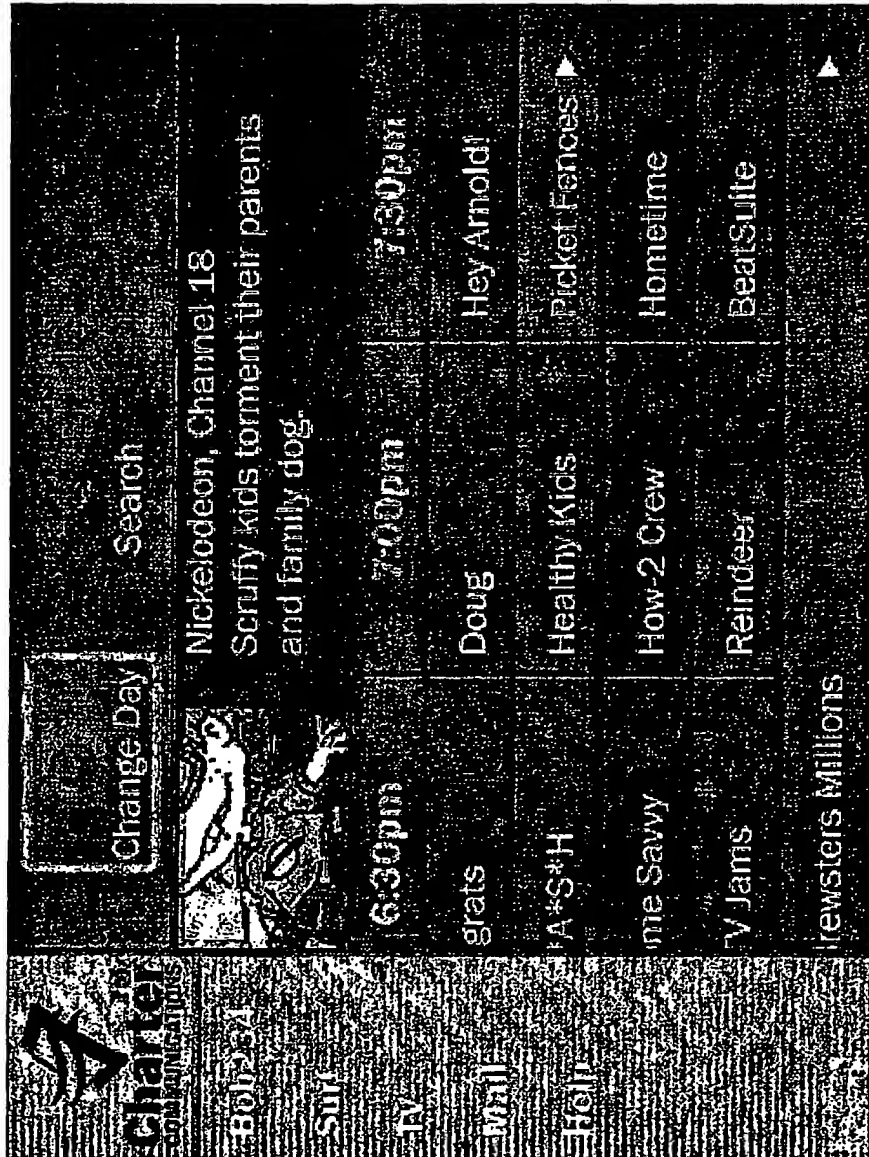 Charter
COMMUNICATIONS
Bob234
Surf
TV
Mail
Help
Change Day
Search
Nickelodeon, Channel 18
Scruffy kids torment their parents
and family dog.
6:30pm 7:00pm 7:30pm
grats Doug Hey Arnold!
*A*S*H Healthy Kids Picket Fences
me Savvy How-2 Crew Hometime
V Jams Reindeer BeatSuite
rewsters Millions